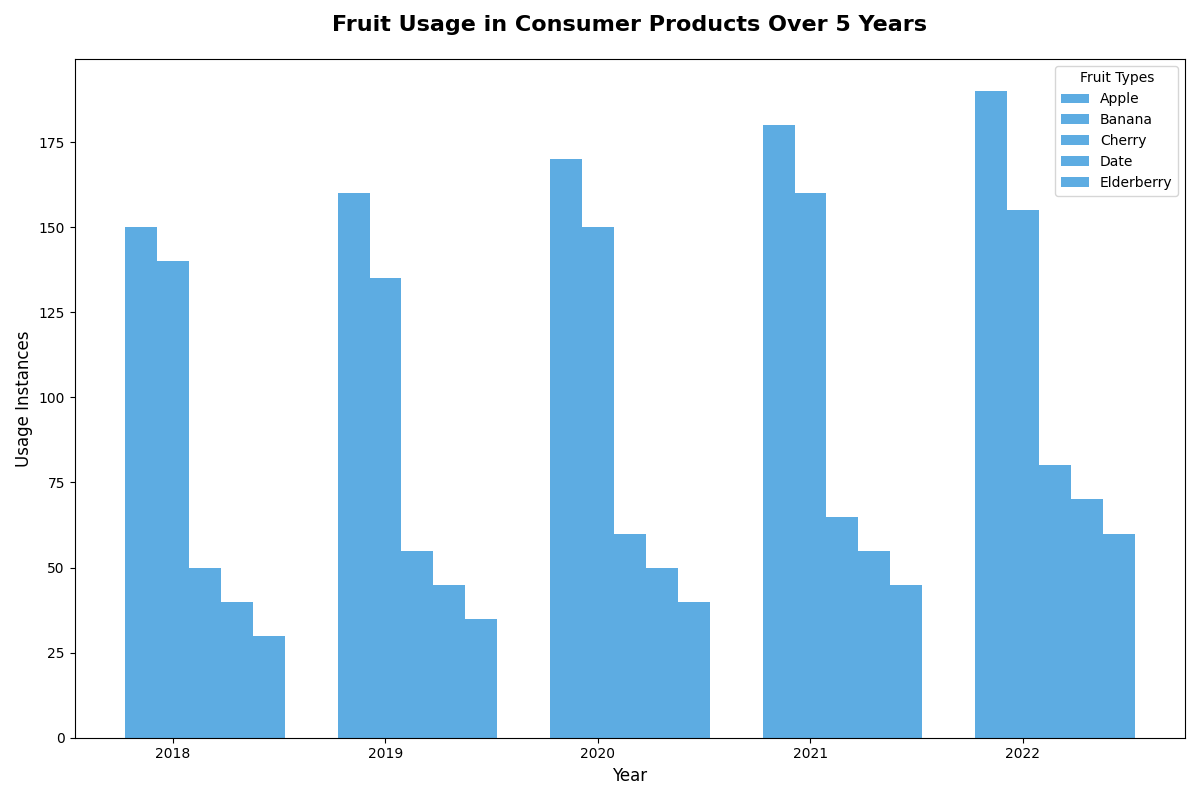 Fruit Usage in Consumer Products Over 5 Years
Fruit Types
Apple
Banana
Cherry
Date
Elderberry
Usage Instances
175
150
125
100
75
50
25
0
2018 2019 2020 2021 2022
Year